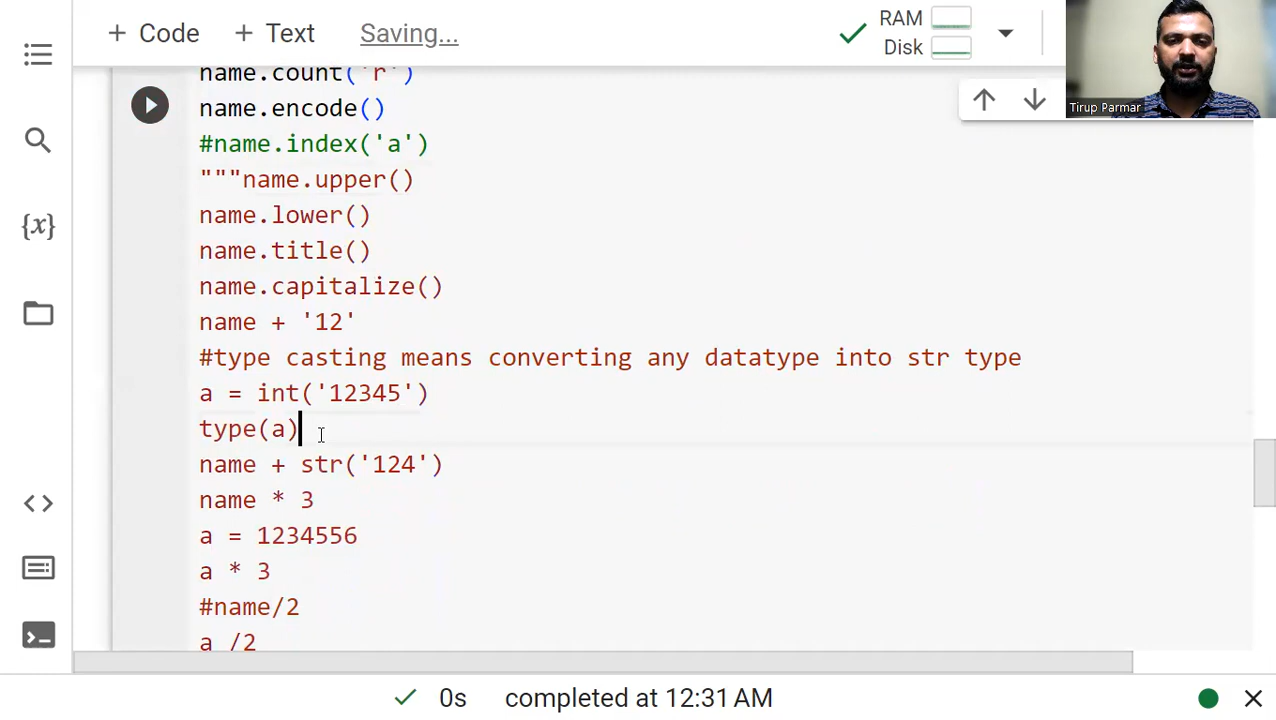 + Code + Text Saving... RAM
Disk
Tirup Parmar
name.count('r')
name.encode()
#name.index('a')
"""name.upper()
name.lower()
name.title()
name.capitalize()
name + '12'
#type casting means converting any datatype into str type
a = int('12345')
type(a)
name + str('124')
name * 3
a = 1234556
a * 3
#name/2
a /2
{x}
0s completed at 12:31 AM